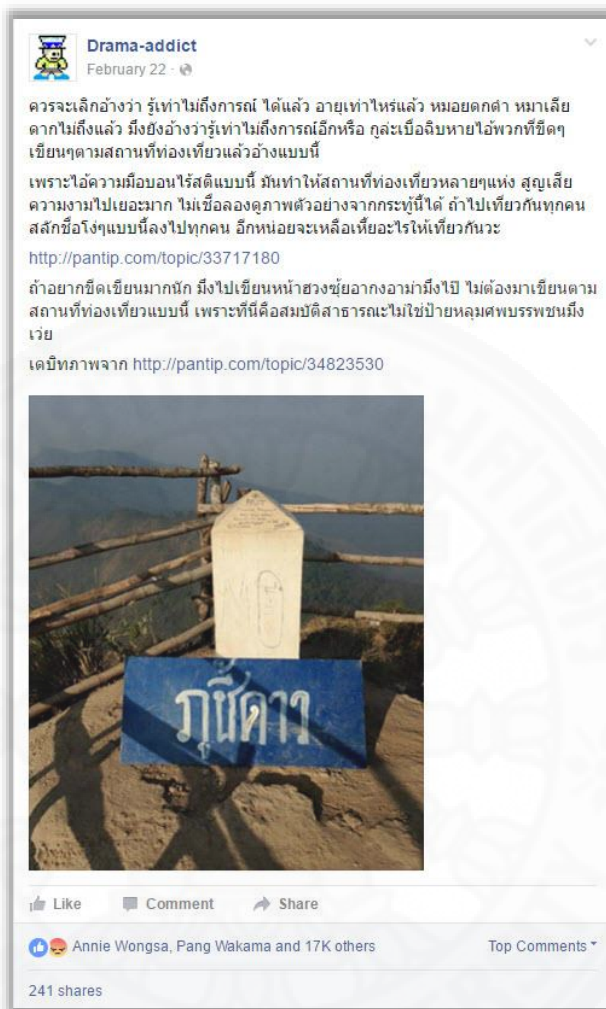 Drama-addict
February 22
ควรจะเลิกอ้างว่า รู้เท่าไม่ถึงการณ์ ได้แล้ว อายุเท่าไหร่แล้ว หมอยดกดำ หมาเลีย
ดากไม่ถึงแล้ว มึงยังอ้างว่ารู้เท่าไม่ถึงการณ์อีกหรือ กูล่ะเบื่อฉิบหายไอ้พวกที่ขีดๆ
เขียนๆตามสถานที่ท่องเที่ยวแล้วอ้างแบบนี้
เพราะไอ้ความมือบอนไร้สติแบบนี้ มันทำให้สถานที่ท่องเที่ยวหลายๆแห่ง สูญเสีย
ความงามไปเยอะมาก ไม่เชื่อลองดูภาพตัวอย่างจากกระทู้นี้ได้ ถ้าไปเที่ยวกันทุกคน
สลักชื่อโง่ๆแบบนี้ลงไปทุกคน อีกหน่อยจะเหลือเหี้ยอะไรให้เที่ยวกันวะ
http://pantip.com/topic/33717180
ถ้าอยากขีดเขียนมากนัก มึงไปเขียนหน้าฮวงซุ้ยอากงอาม่ามึงไป๊ ไม่ต้องมาเขียนตาม
สถานที่ท่องเที่ยวแบบนี้ เพราะที่นี่คือสมบัติสาธารณะไม่ใช่ป้ายหลุมศพบรรพชนมึง
เว่ย
เดบิทภาพจาก http://pantip.com/topic/34823530
ภูชี้ดาว
Like Comment Share
Annie Wongsa, Pang Wakama and 17K others Top Comments
241 shares